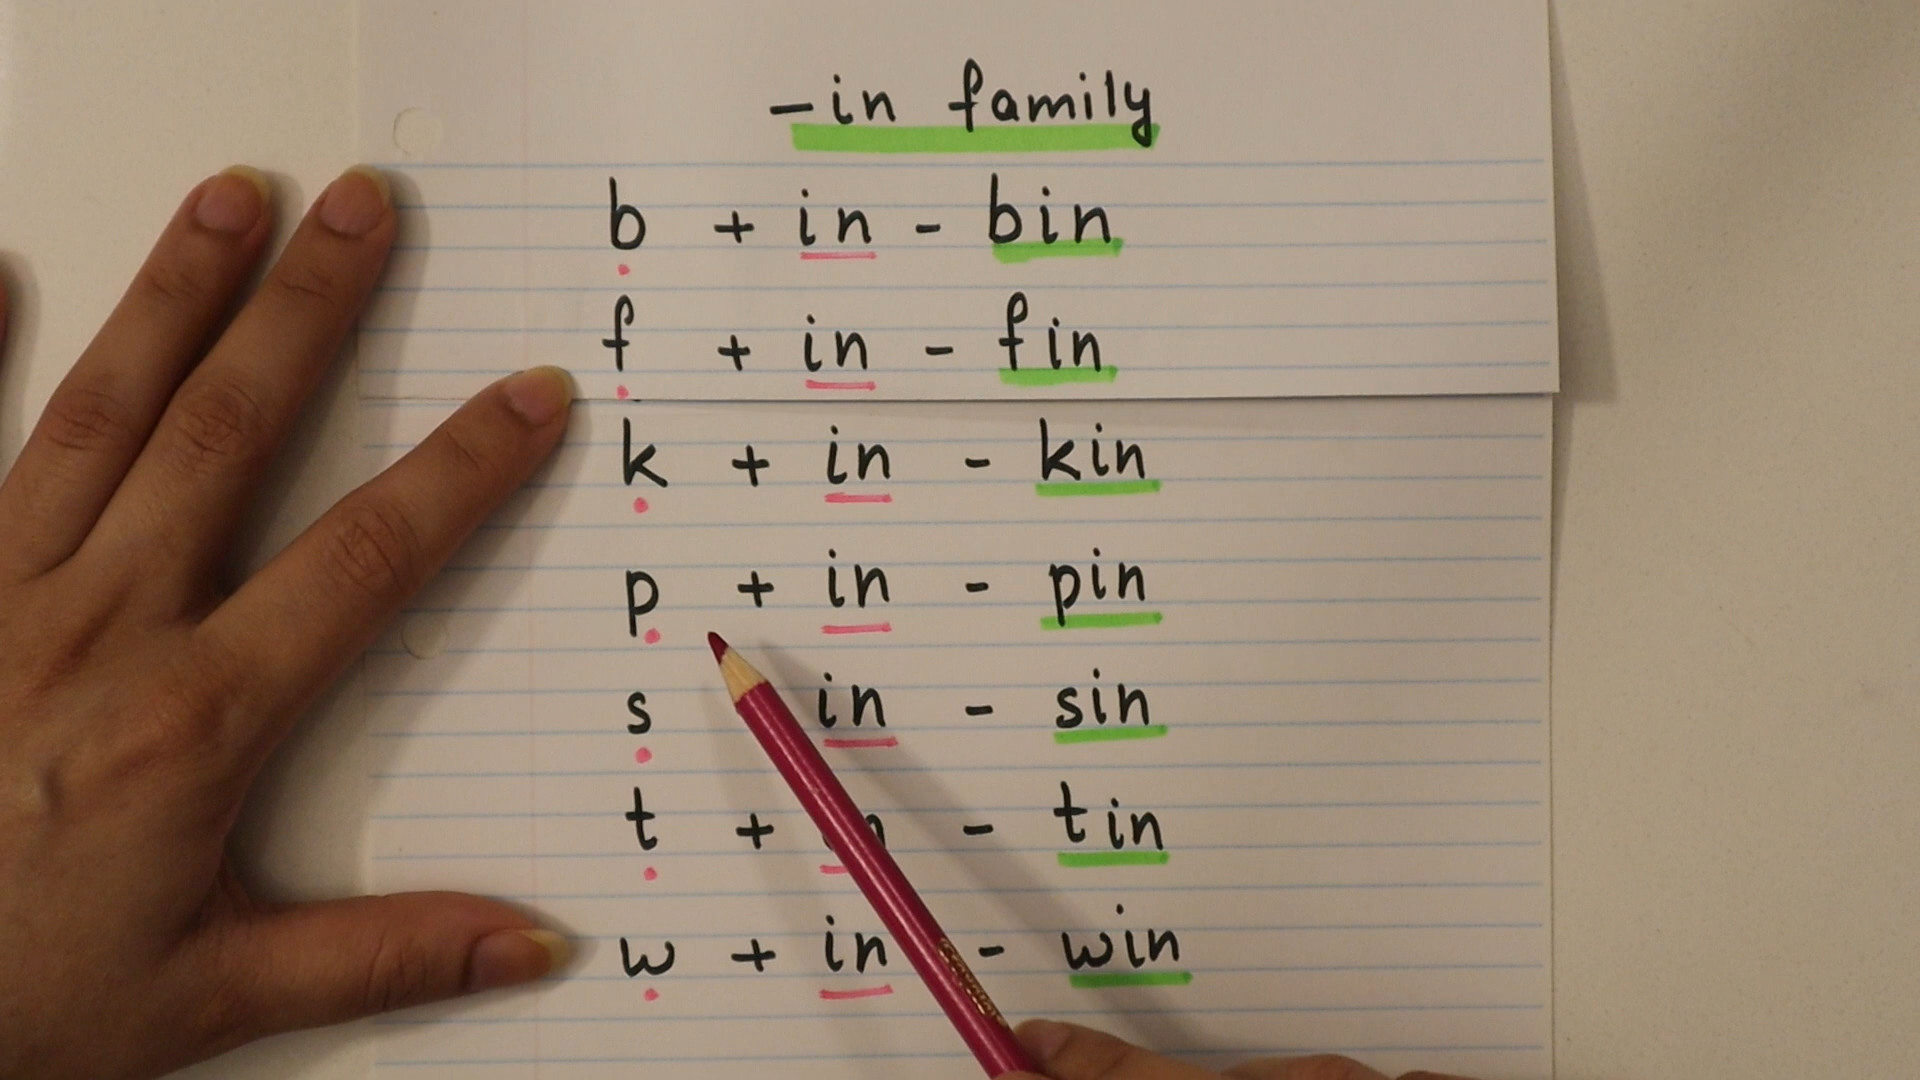 -in family
b + in - bin
f + in - fin
k + in - kin
p + in - pin
s in - sin
t + - tin
w + in - win